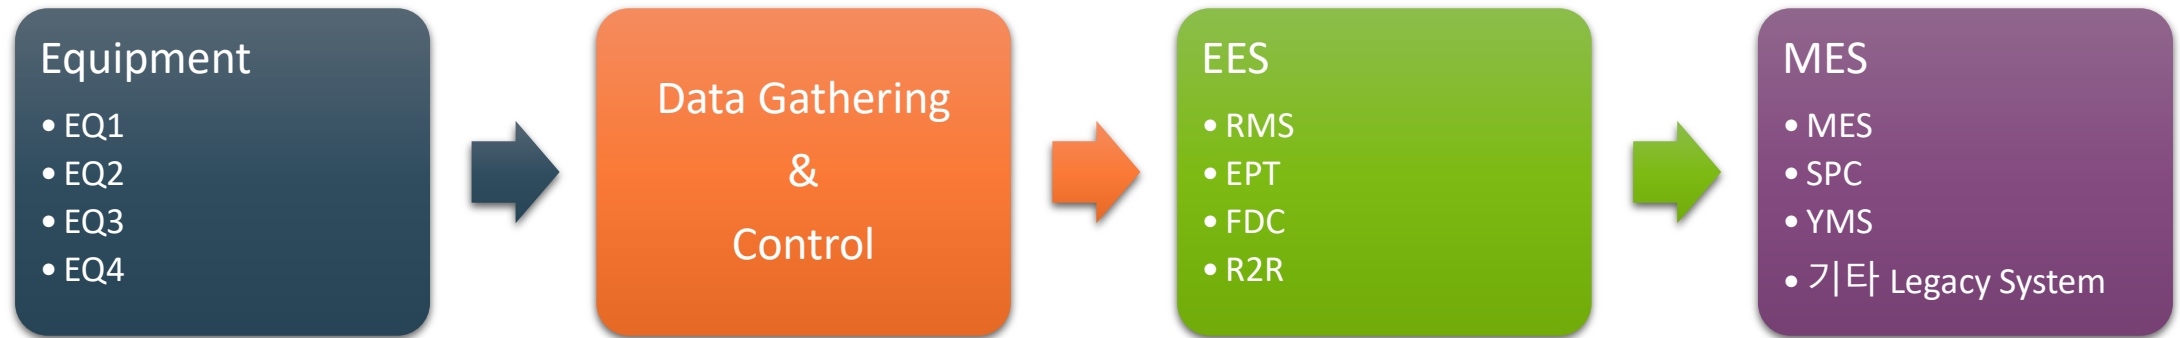 Equipment
• EQ1
• EQ2
• EQ3
• EQ4
Data Gathering
&
Control
EES
• RMS
• EPT
• FDC
• R2R
MES
• MES
• SPC
• YMS
• 기타 Legacy System